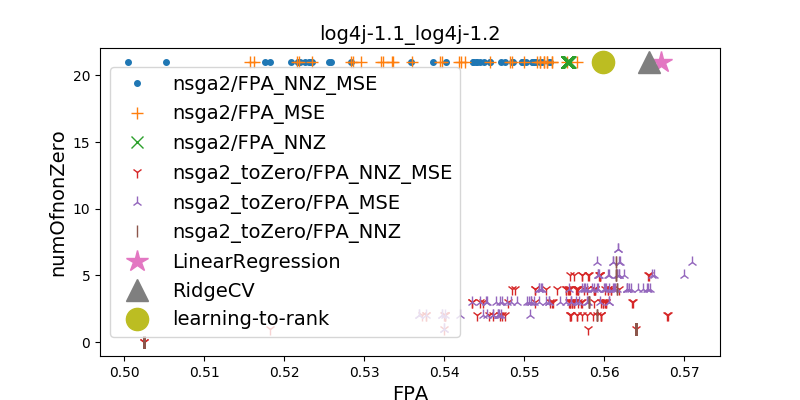 log4j-1.1_log4j-1.2
numOfnonZero
20
15
10
5
0
nsga2/FPA_NNZ_MSE
nsga2/FPA_MSE
nsga2/FPA_NNZ
nsga2_toZero/FPA_NNZ_MSE
nsga2_toZero/FPA_MSE
nsga2_toZero/FPA_NNZ
LinearRegression
RidgeCV
learning-to-rank
0.50 0.51 0.52 0.53 0.54 0.55 0.56 0.57
FPA